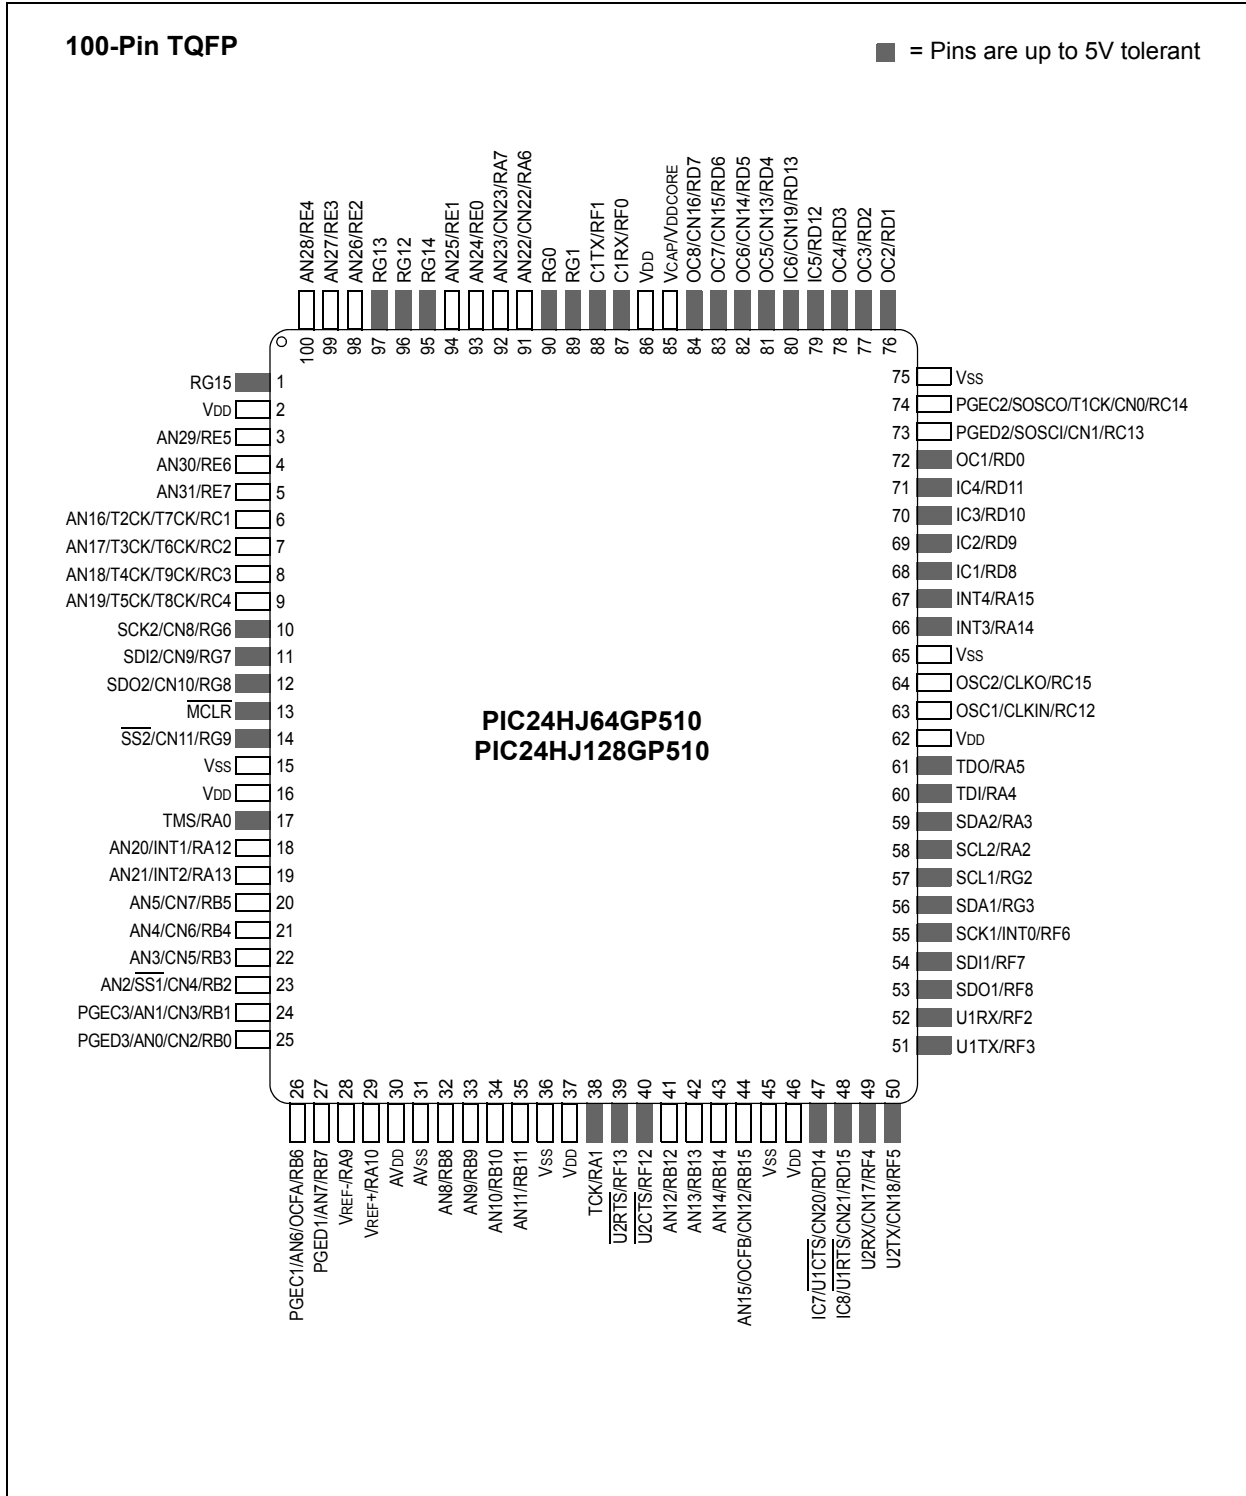 100-Pin TQFP
= Pins are up to 5V tolerant
AN28/RE4
AN27/RE3
AN26/RE2
RG13
RG12
RG14
AN25/RE1
AN24/RE0
AN23/CN23/RA7
AN22/CN22/RA6
RG0
RG1
C1TX/RF1
C1RX/RF0
VDD
VCAP/VDDCORE
OC8/CN16/RD7
OC7/CN15/RD6
OC6/CN14/RD5
OC5/CN13/RD4
IC6/CN19/RD13
IC5/RD12
OC4/RD3
OC3/RD2
OC2/RD1
100
99
98
97
96
95
94
93
92
91
90
89
88
87
86
85
84
83
82
81
80
79
78
77
76
RG15 1
VDD 2
AN29/RE5 3
AN30/RE6 4
AN31/RE7 5
AN16/T2CK/T7CK/RC1 6
AN17/T3CK/T6CK/RC2 7
AN18/T4CK/T9CK/RC3 8
AN19/T5CK/T8CK/RC4 9
SCK2/CN8/RG6 10
SDI2/CN9/RG7 11
SDO2/CN10/RG8 12
MCLR 13
SS2/CN11/RG9 14
VSS 15
VDD 16
TMS/RA0 17
AN20/INT1/RA12 18
AN21/INT2/RA13 19
AN5/CN7/RB5 20
AN4/CN6/RB4 21
AN3/CN5/RB3 22
AN2/SS1/CN4/RB2 23
PGEC3/AN1/CN3/RB1 24
PGED3/AN0/CN2/RB0 25
PIC24HJ64GP510
PIC24HJ128GP510
75 VSS
74 PGEC2/SOSCO/T1CK/CN0/RC14
73 PGED2/SOSCI/CN1/RC13
72 OC1/RD0
71 IC4/RD11
70 IC3/RD10
69 IC2/RD9
68 IC1/RD8
67 INT4/RA15
66 INT3/RA14
65 VSS
64 OSC2/CLKO/RC15
63 OSC1/CLKIN/RC12
62 VDD
61 TDO/RA5
60 TDI/RA4
59 SDA2/RA3
58 SCL2/RA2
57 SCL1/RG2
56 SDA1/RG3
55 SCK1/INT0/RF6
54 SDI1/RF7
53 SDO1/RF8
52 U1RX/RF2
51 U1TX/RF3
26
27
28
29
30
31
32
33
34
35
36
37
38
39
40
41
42
43
44
45
46
47
48
49
50
PGEC1/AN6/OCFA/RB6
PGED1/AN7/RB7
VREF-/RA9
VREF+/RA10
AVDD
AVSS
AN8/RB8
AN9/RB9
AN10/RB10
AN11/RB11
VSS
VDD
TCK/RA1
U2RTS/RF13
U2CTS/RF12
AN12/RB12
AN13/RB13
AN14/RB14
AN15/OCFB/CN12/RB15
VSS
VDD
IC7/U1CTS/CN20/RD14
IC8/U1RTS/CN21/RD15
U2RX/CN17/RF4
U2TX/CN18/RF5